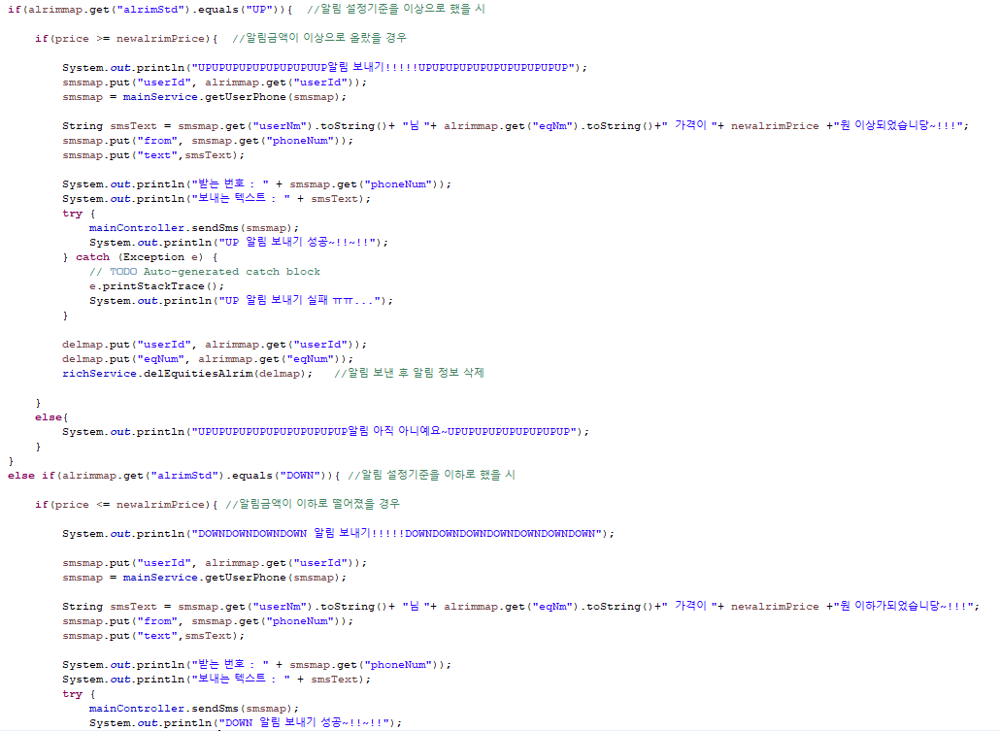 if(alrimmap.get("alrimStd").equals("UP")){  //알림 설정기준을 이상으로 했을 시
if(price >= newalrimPrice){  //알림금액이 이상으로 올랐을 경우
System.out.println("UPUPUPUPUPUPUPUPUUP알림 보내기!!!!!UPUPUPUPUPUPUPUPUPUPUP");
smsmap.put("userId", alrimmap.get("userId"));
smsmap = mainService.getUserPhone(smsmap);
String smsText = smsmap.get("userNm").toString()+ "님 "+ alrimmap.get("eqNm").toString()+" 가격이 "+ newalrimPrice +"원 이상되었습니당~!!!";
smsmap.put("from", smsmap.get("phoneNum"));
smsmap.put("text",smsText);
System.out.println("받는 번호 : " + smsmap.get("phoneNum"));
System.out.println("보내는 텍스트 : " + smsText);
try {
mainController.sendSms(smsmap);
System.out.println("UP 알림 보내기 성공~!!~!!");
} catch (Exception e) {
// TODO Auto-generated catch block
e.printStackTrace();
System.out.println("UP 알림 보내기 실패 ㅠㅠ...");
}
delmap.put("userId", alrimmap.get("userId"));
delmap.put("eqNum", alrimmap.get("eqNum"));
richService.delEquitiesAlrim(delmap);   //알림 보낸 후 알림 정보 삭제
}
else{
System.out.println("UPUPUPUPUPUPUPUPUPUPUP알림 아직 아니예요~UPUPUPUPUPUPUPUPUP");
}
}
else if(alrimmap.get("alrimStd").equals("DOWN")){ //알림 설정기준을 이하로 했을 시
if(price <= newalrimPrice){ //알림금액이 이하로 떨어졌을 경우
System.out.println("DOWNDOWNDOWNDOWN 알림 보내기!!!!!DOWNDOWNDOWNDOWNDOWNDOWNDOWN");
smsmap.put("userId", alrimmap.get("userId"));
smsmap = mainService.getUserPhone(smsmap);
String smsText = smsmap.get("userNm").toString()+ "님 "+ alrimmap.get("eqNm").toString()+" 가격이 "+ newalrimPrice +"원 이하가되었습니당~!!!";
smsmap.put("from", smsmap.get("phoneNum"));
smsmap.put("text",smsText);
System.out.println("받는 번호 : " + smsmap.get("phoneNum"));
System.out.println("보내는 텍스트 : " + smsText);
try {
mainController.sendSms(smsmap);
System.out.println("DOWN 알림 보내기 성공~!!~!!");